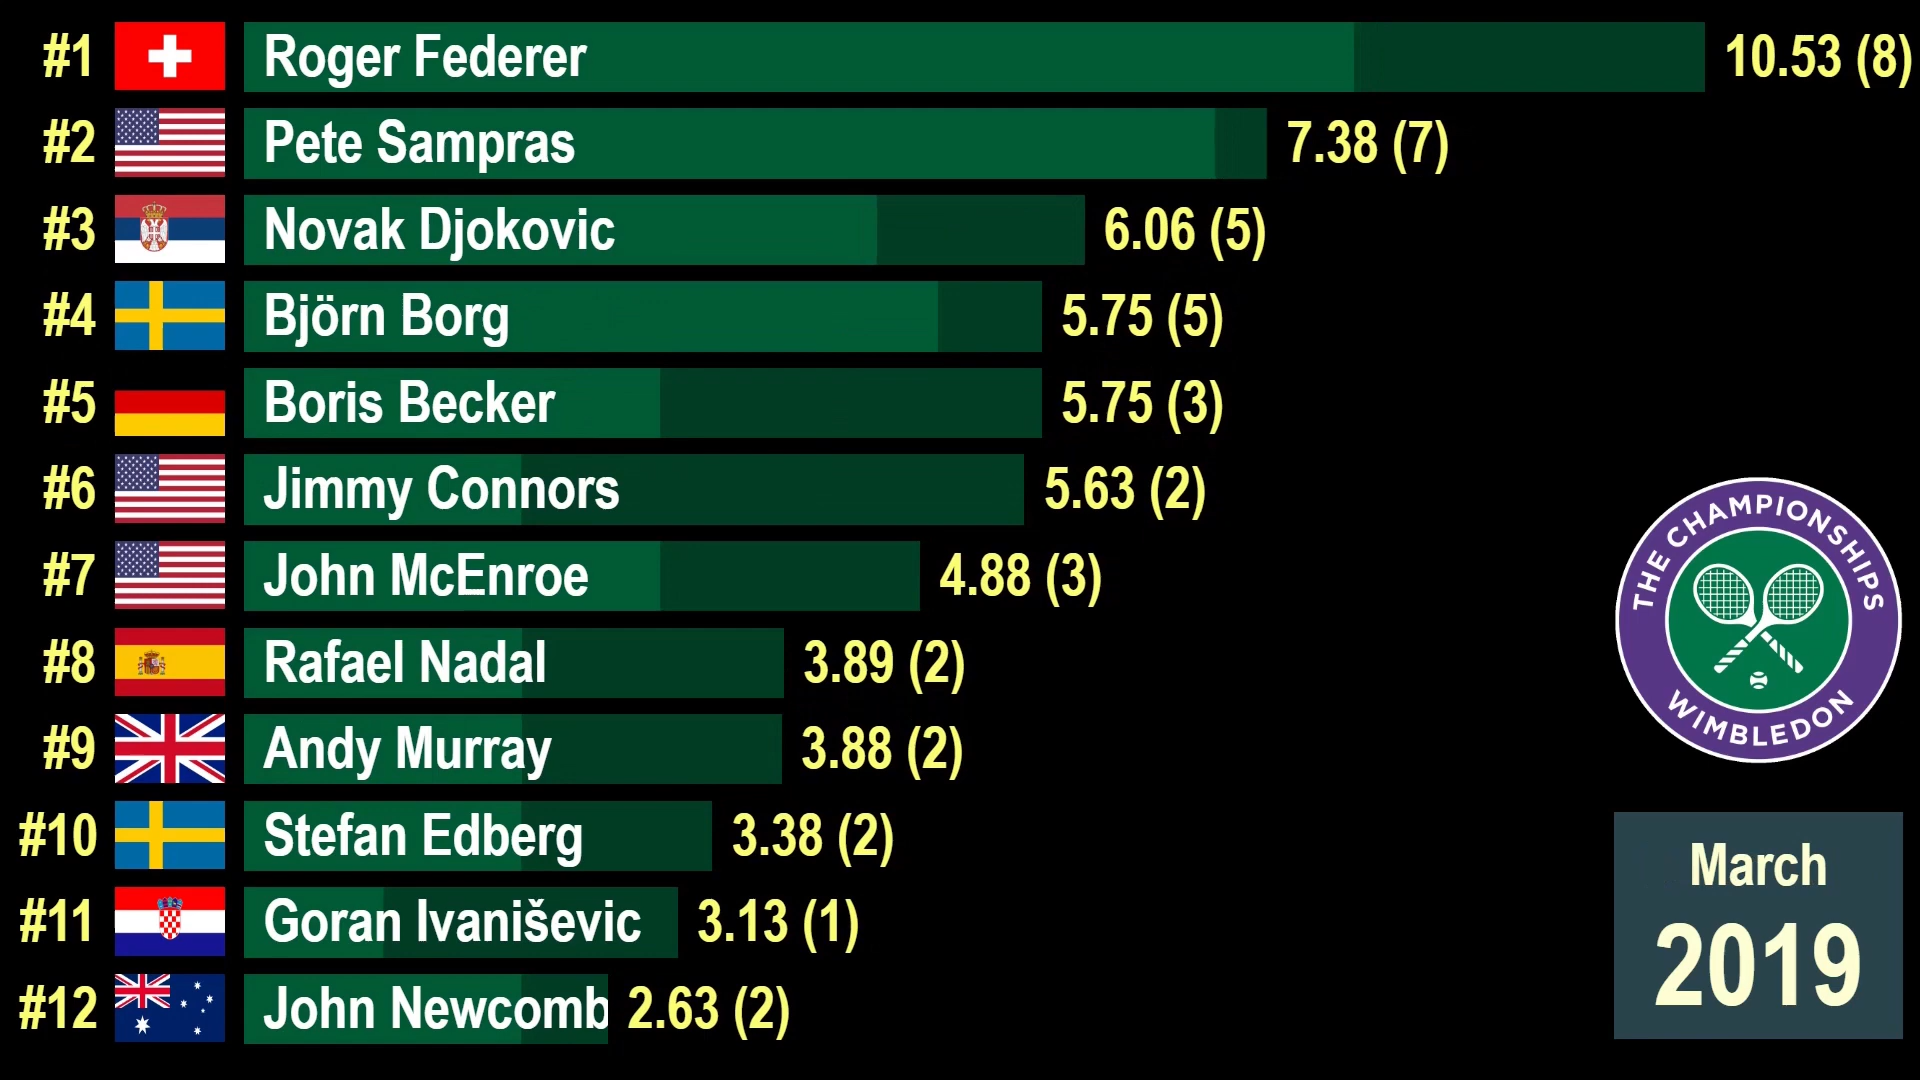 #1 Roger Federer 10.53 (8)
#2 Pete Sampras 7.38 (7)
#3 Novak Djokovic 6.06 (5)
#4 Björn Borg 5.75 (5)
#5 Boris Becker 5.75 (3)
#6 Jimmy Connors 5.63 (2)
#7 John McEnroe 4.88 (3)
#8 Rafael Nadal 3.89 (2)
#9 Andy Murray 3.88 (2)
#10 Stefan Edberg 3.38 (2)
#11 Goran Ivanišević 3.13 (1)
#12 John Newcomb 2.63 (2)
THE CHAMPIONSHIPS
WIMBLEDON
March
2019